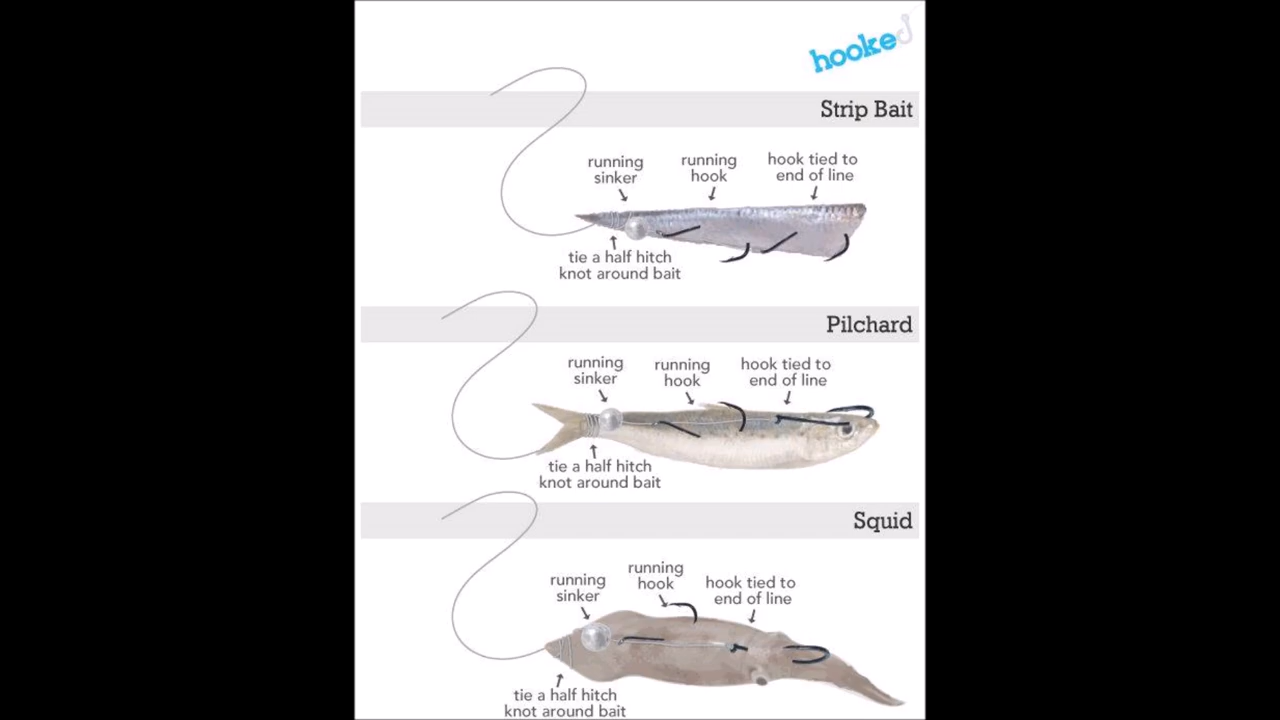 hooked
Strip Bait
running
sinker
running
hook
hook tied to
end of line
tie a half hitch
knot around bait
Pilchard
running
sinker
running
hook
hook tied to
end of line
tie a half hitch
knot around bait
Squid
running
sinker
running
hook
hook tied to
end of line
tie a half hitch
knot around bait